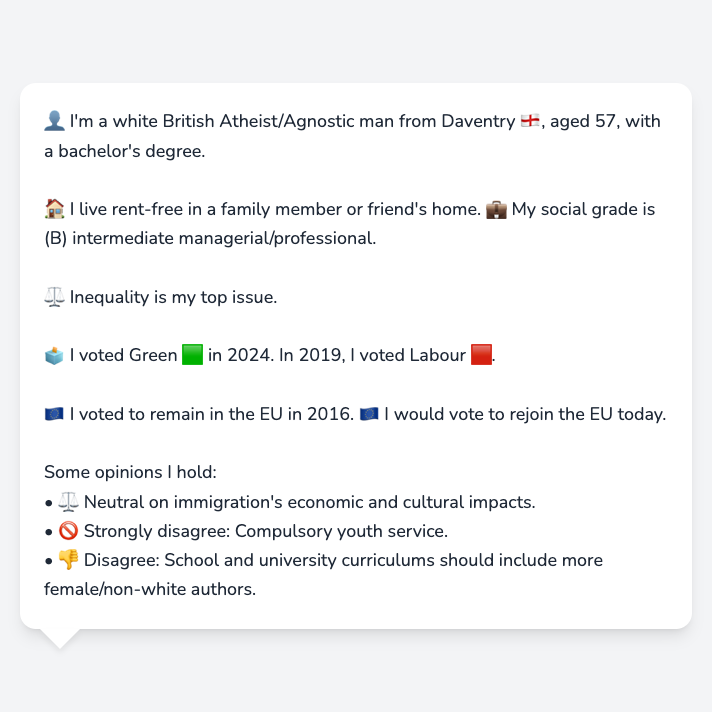 👤 I'm a white British Atheist/Agnostic man from Daventry 🏴󠁧󠁢󠁥󠁮󠁧󠁿, aged 57, with
a bachelor's degree.
🏠 I live rent-free in a family member or friend's home. 💼 My social grade is
(B) intermediate managerial/professional.
⚖️ Inequality is my top issue.
🗳️ I voted Green 🟩 in 2024. In 2019, I voted Labour 🟥.
🇪🇺 I voted to remain in the EU in 2016. 🇪🇺 I would vote to rejoin the EU today.
Some opinions I hold:
• ⚖️ Neutral on immigration's economic and cultural impacts.
• 🚫 Strongly disagree: Compulsory youth service.
• 👎 Disagree: School and university curriculums should include more
female/non-white authors.